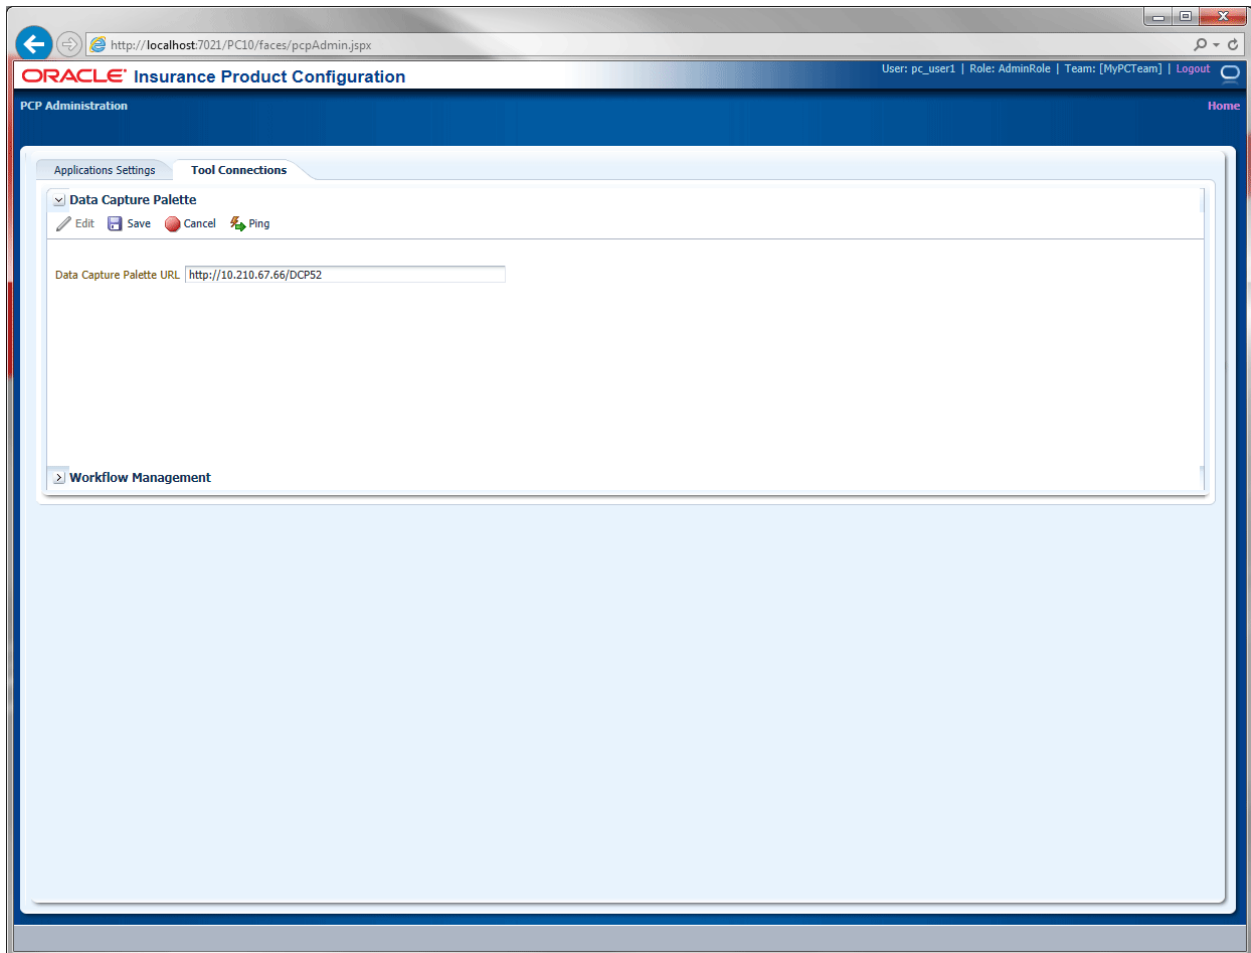 http://localhost:7021/PC10/faces/pcpAdmin.jspx
ORACLE Insurance Product Configuration
User: pc_user1 | Role: AdminRole | Team: [MyPCTeam] | Logout
PCP Administration
Home
Applications Settings
Tool Connections
Data Capture Palette
Edit Save Cancel Ping
Data Capture Palette URL http://10.210.67.66/DCP52
Workflow Management